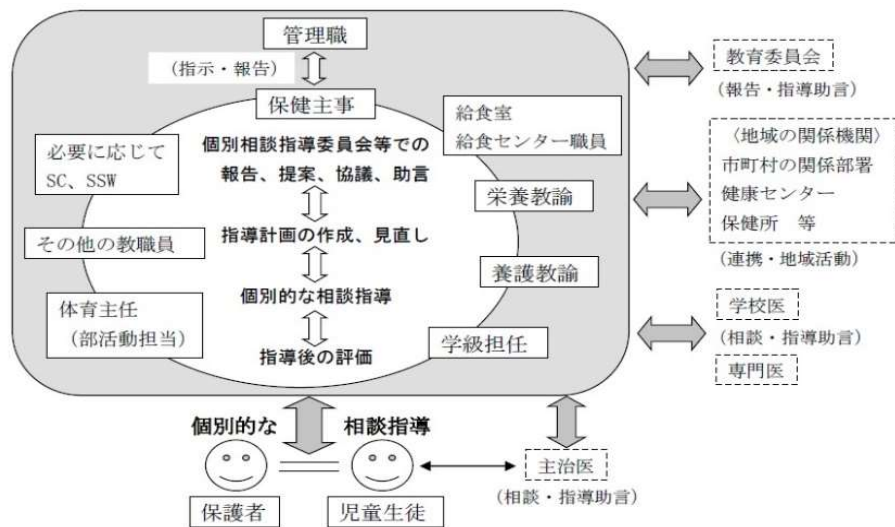 管理職
（指示・報告）
保健主事
個別相談指導委員会等での
報告、提案、協議、助言
指導計画の作成、見直し
個別的な相談指導
指導後の評価
必要に応じて
SC、SSW
その他の教職員
体育主任
（部活動担当）
給食室
給食センター職員
栄養教諭
養護教諭
学級担任
教育委員会
（報告・指導助言）
〈地域の関係機関〉
市町村の関係部署
健康センター
保健所　等
（連携・地域活動）
学校医
（相談・指導助言）
専門医
個別的な　相談指導
保護者
児童生徒
主治医
（相談・指導助言）